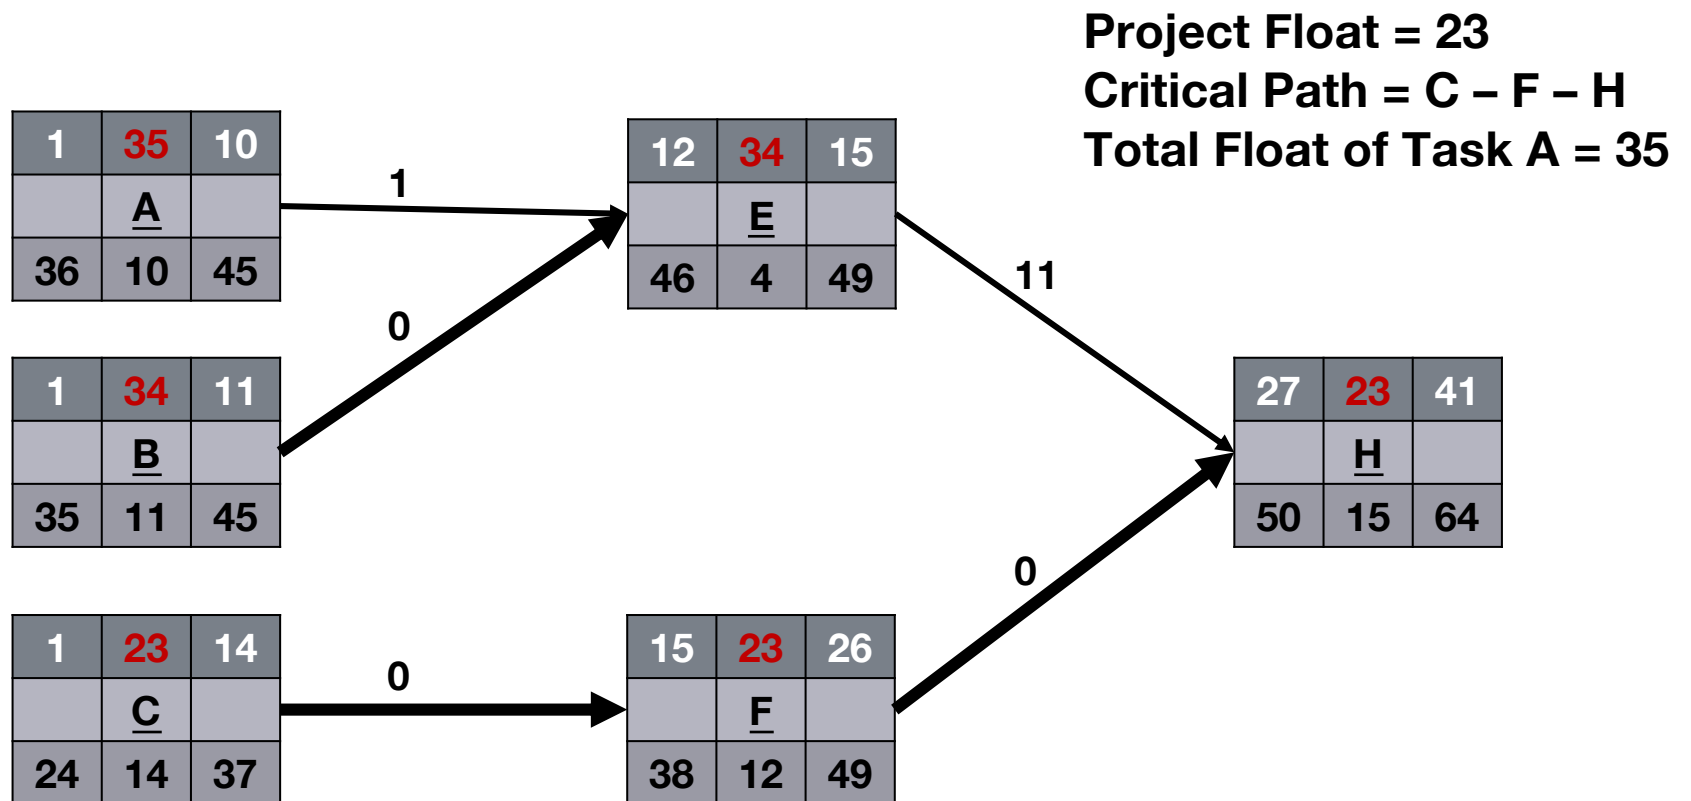 Project Float = 23
Critical Path = C – F – H
Total Float of Task A = 35
1 35 10
A
36 10 45
1
12 34 15
E
46 4 49
0
11
1 34 11
B
35 11 45
27 23 41
H
50 15 64
0
1 23 14
C
24 14 37
0
15 23 26
F
38 12 49